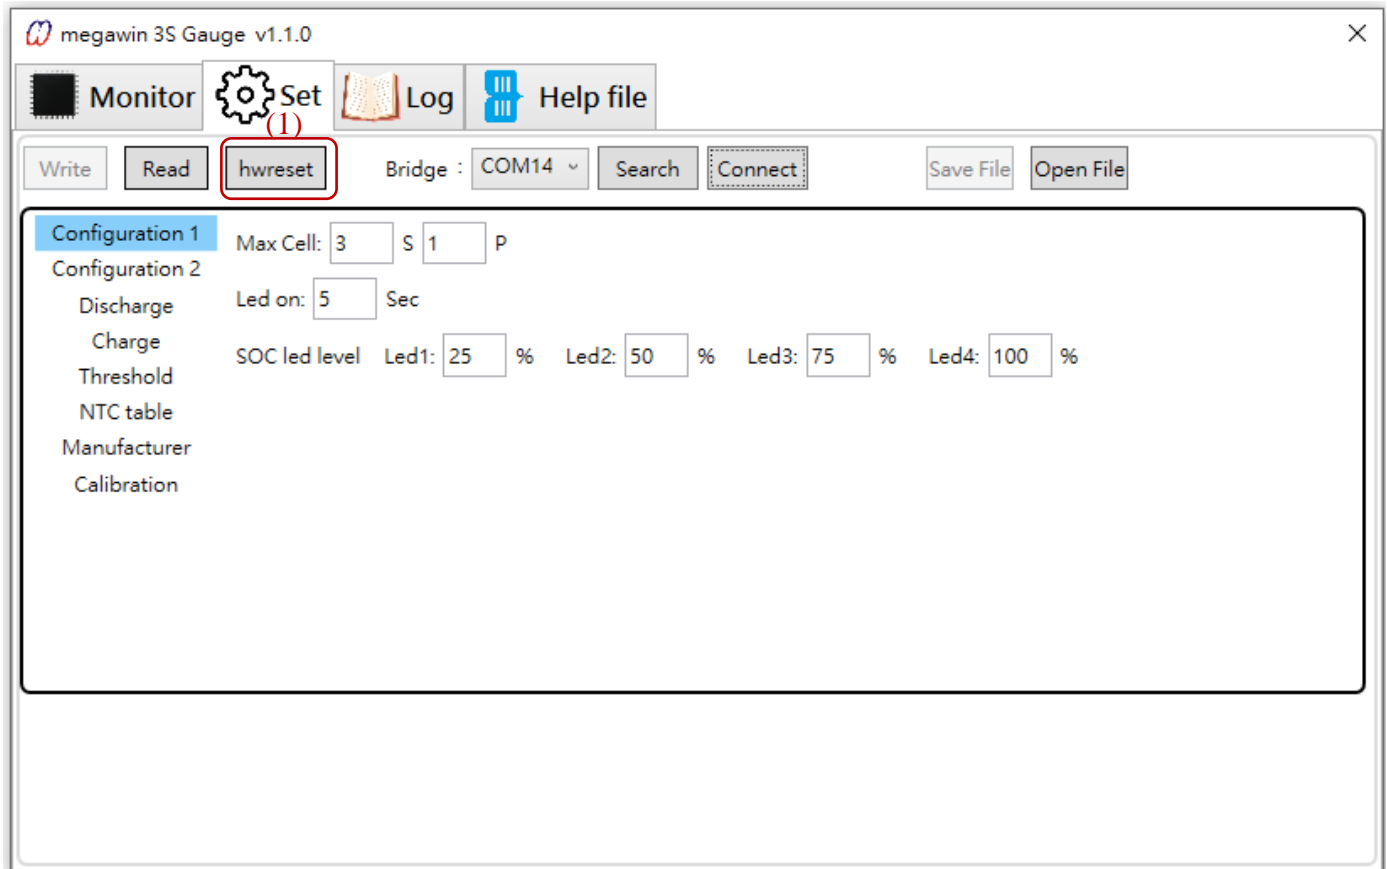 megawin 3S Gauge v1.1.0
Monitor Set Log Help file
(1)
Write Read hwreset Bridge : COM14 Search Connect Save File Open File
Configuration 1
Configuration 2
Discharge
Charge
Threshold
NTC table
Manufacturer
Calibration
Max Cell: 3 S 1 P
Led on: 5 Sec
SOC led level Led1: 25 % Led2: 50 % Led3: 75 % Led4: 100 %